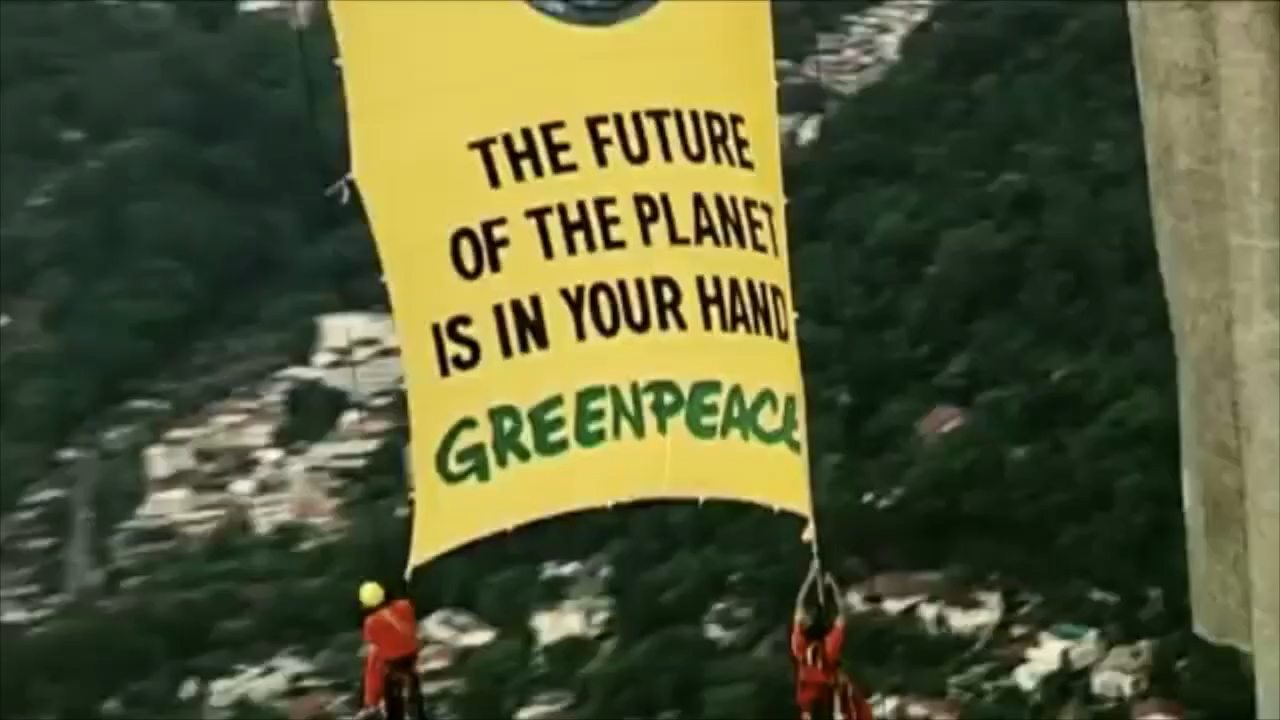 THE FUTURE
OF THE PLANET
IS IN YOUR HAND
GREENPEACE